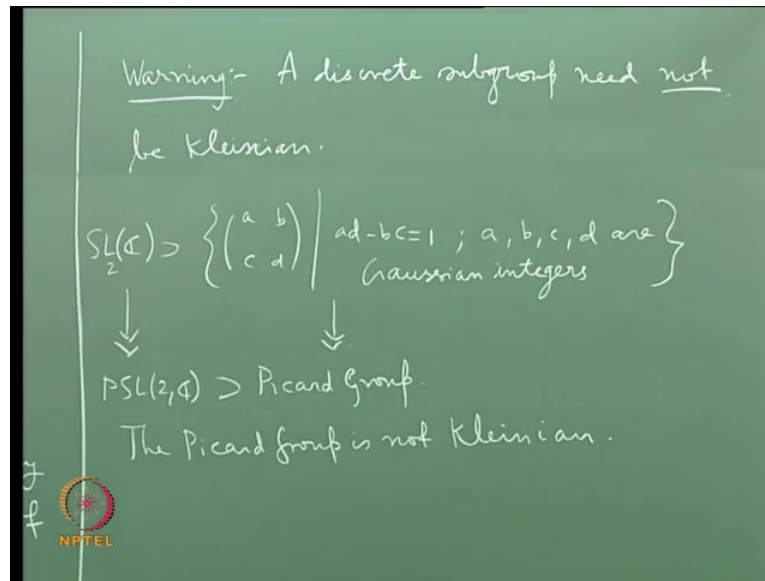 Warning:- A discrete subgroup need not
be Kleinian.
SL₂(ℂ) > { (a b | ad-bc=1 ; a, b, c, d are }
c d) | Gaussian integers
PSL(2,ℂ) > Picard Group.
The Picard Group is not Kleinian.
y
f
NPTEL